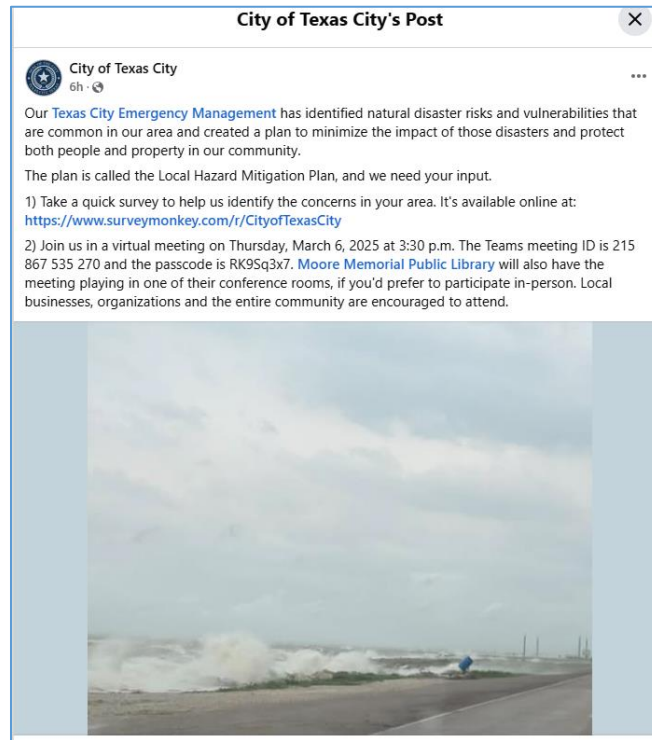 City of Texas City's Post
City of Texas City
6h ·
Our Texas City Emergency Management has identified natural disaster risks and vulnerabilities that
are common in our area and created a plan to minimize the impact of those disasters and protect
both people and property in our community.
The plan is called the Local Hazard Mitigation Plan, and we need your input.
1) Take a quick survey to help us identify the concerns in your area. It's available online at:
https://www.surveymonkey.com/r/CityofTexasCity
2) Join us in a virtual meeting on Thursday, March 6, 2025 at 3:30 p.m. The Teams meeting ID is 215
867 535 270 and the passcode is RK9Sq3x7. Moore Memorial Public Library will also have the
meeting playing in one of their conference rooms, if you'd prefer to participate in-person. Local
businesses, organizations and the entire community are encouraged to attend.